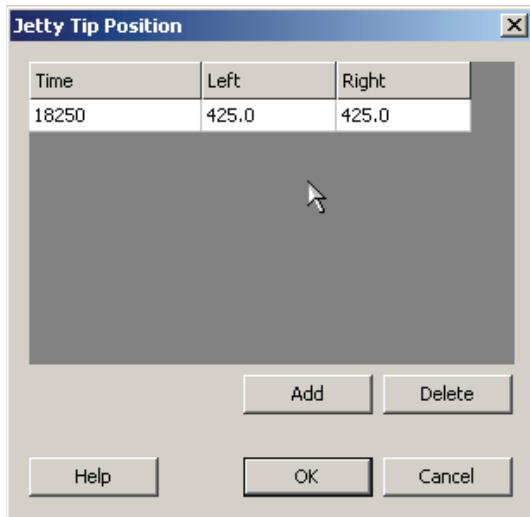 Jetty Tip Position
Time Left Right
18250 425.0 425.0
Add Delete
Help OK Cancel